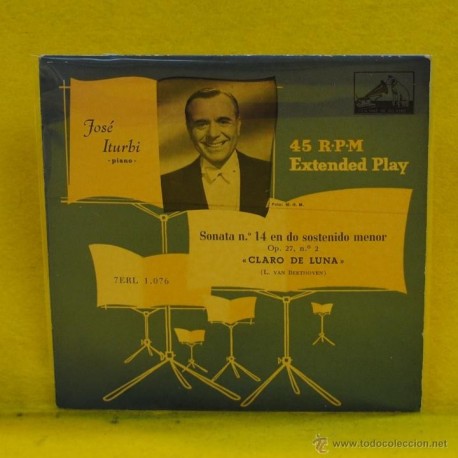 José
Iturbi
- piano -
45 R·P·M
Extended Play
Foto: M. G. M.
Sonata n.º 14 en do sostenido menor
Op. 27, n.º 2
«CLARO DE LUNA»
(L. VAN BEETHOVEN)
7ERL 1.076
www.todocoleccion.net